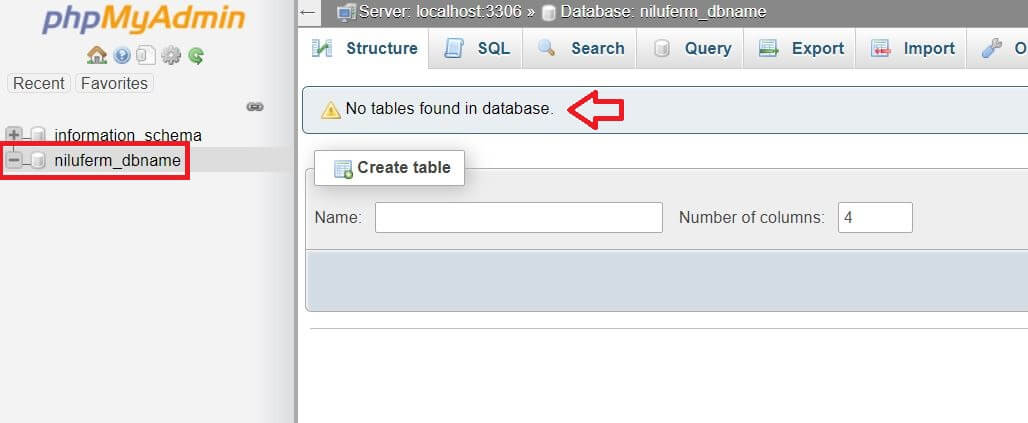 phpMyAdmin
Recent Favorites
information_schema
niluferm_dbname
← Server: localhost:3306 » Database: niluferm_dbname
Structure SQL Search Query Export Import O
No tables found in database.
Create table
Name: Number of columns: 4